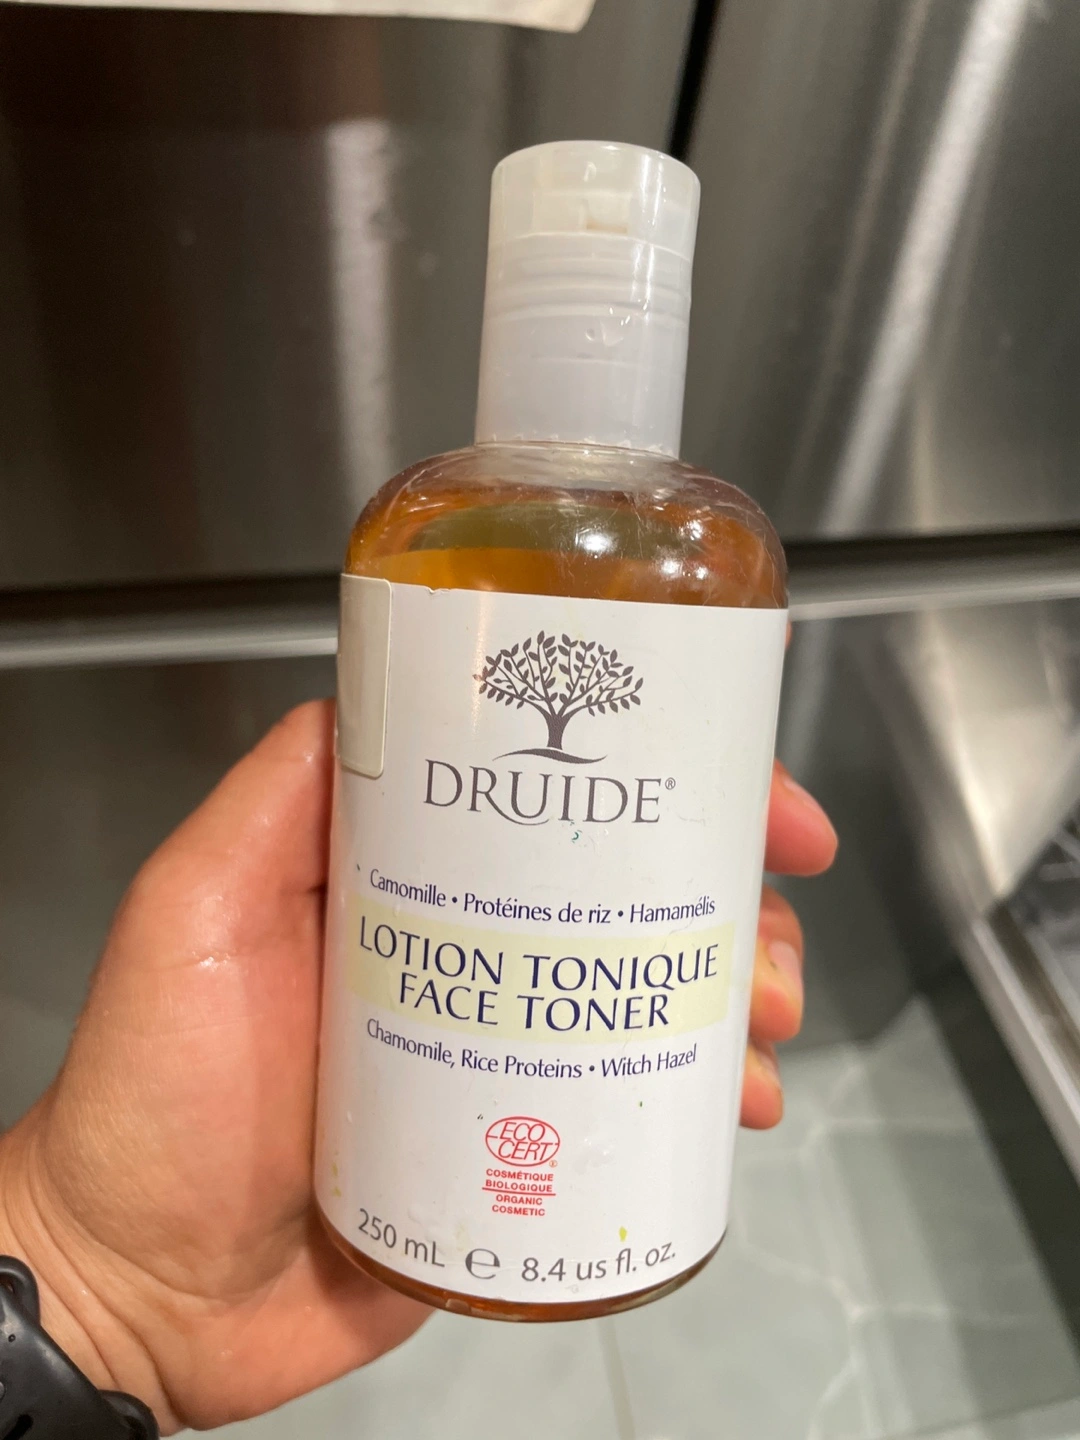 DRUIDE®
Camomille • Protéines de riz • Hamamélis
LOTION TONIQUE
FACE TONER
Chamomile, Rice Proteins • Witch Hazel
ECO
CERT®
COSMÉTIQUE
BIOLOGIQUE
ORGANIC
COSMETIC
250 mL ℮ 8.4 us fl. oz.